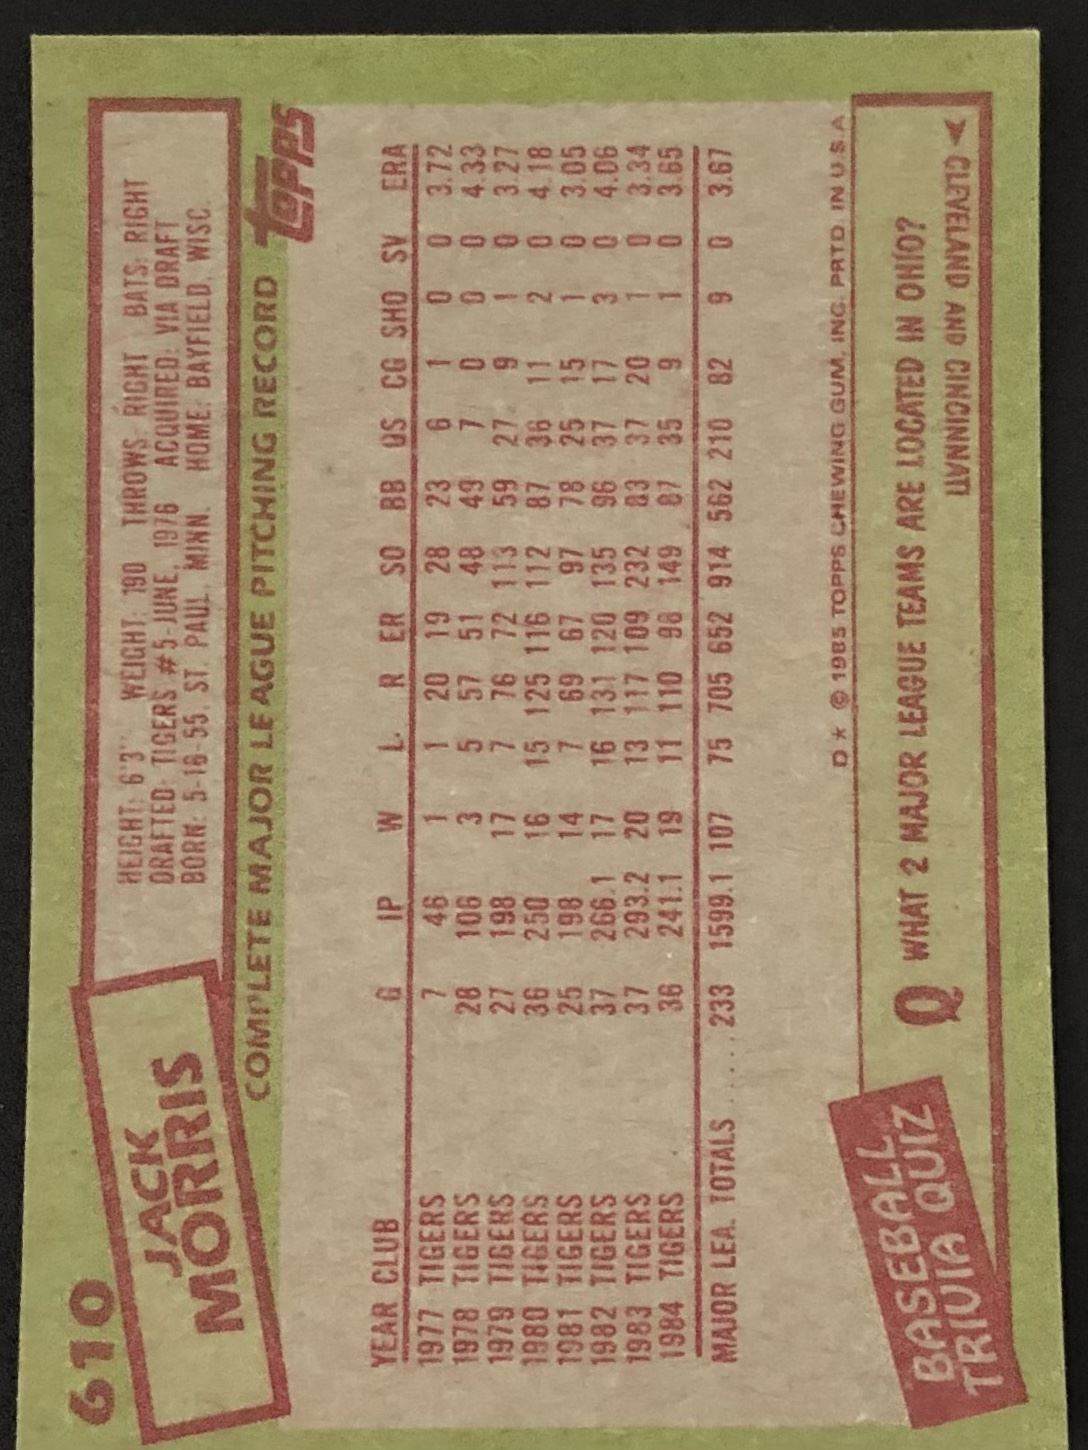 610
JACK
MORRIS
HEIGHT: 6'3" WEIGHT: 190 THROWS: RIGHT BATS: RIGHT
DRAFTED: TIGERS #5-JUNE, 1976 ACQUIRED: VIA DRAFT
BORN: 5-16-55, ST. PAUL, MINN. HOME: BAYFIELD, WISC.
topps
COMPLETE MAJOR LEAGUE PITCHING RECORD
YEAR CLUB G IP W L R ER SO BB GS CG SHO SV ERA
1977 TIGERS 7 46 1 1 20 19 28 23 6 1 0 0 3.72
1978 TIGERS 28 106 3 5 57 51 48 49 7 0 0 0 4.33
1979 TIGERS 27 198 17 7 76 72 113 59 27 9 1 0 3.27
1980 TIGERS 36 250 16 15 125 116 112 87 36 11 2 0 4.18
1981 TIGERS 25 198 14 7 69 67 97 78 25 15 1 0 3.05
1982 TIGERS 37 266.1 17 16 131 120 135 96 37 17 3 0 4.06
1983 TIGERS 37 293.2 20 13 117 109 232 83 37 20 1 0 3.34
1984 TIGERS 36 241.1 19 11 110 98 149 87 35 9 1 0 3.65
MAJOR LEA. TOTALS ..... 233 1599.1 107 75 705 652 914 562 210 82 9 0 3.67
D* © 1985 TOPPS CHEWING GUM, INC. PRTD. IN U.S.A.
BASEBALL
TRIVIA QUIZ
Q WHAT 2 MAJOR LEAGUE TEAMS ARE LOCATED IN OHIO?
A CLEVELAND AND CINCINNATI